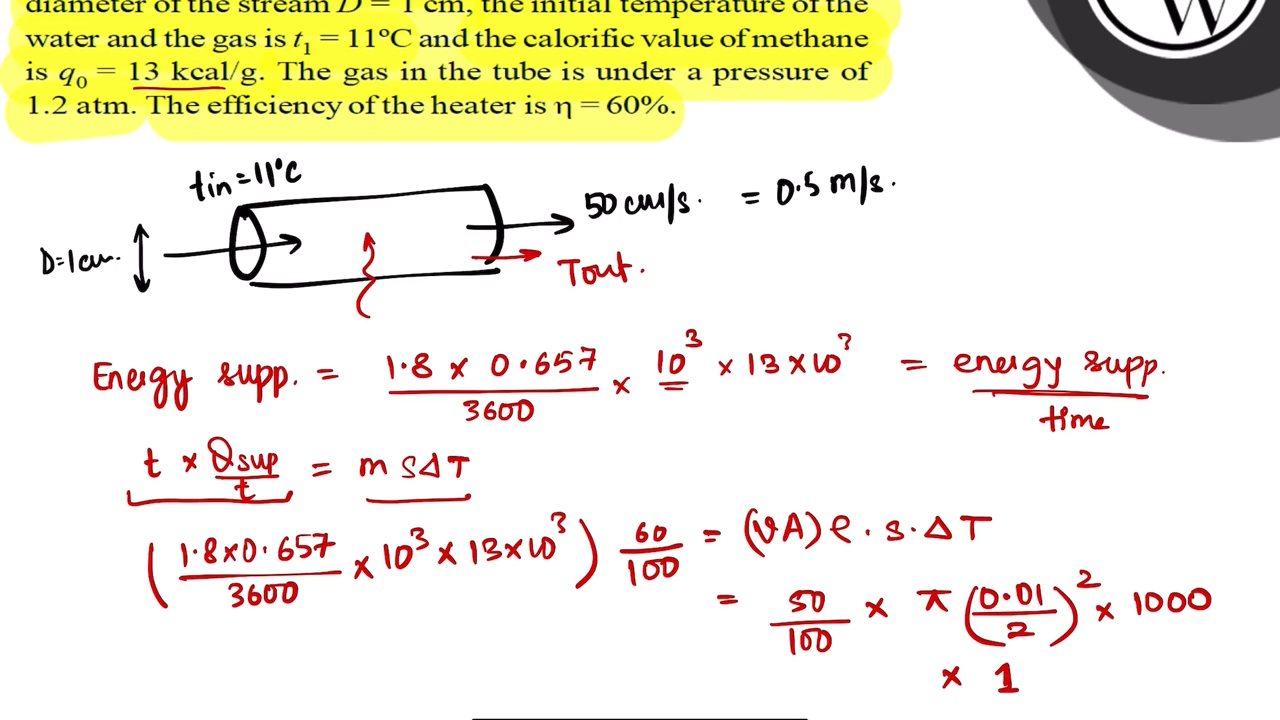 diameter of the stream D = 1 cm, the initial temperature of the
water and the gas is t₁ = 11°C and the calorific value of methane
is q₀ = 13 kcal/g. The gas in the tube is under a pressure of
1.2 atm. The efficiency of the heater is η = 60%.
W
tin = 11°C
50 cm/s. = 0.5 m/s.
D=1cm.
Tout.
Energy supp. = 1.8 × 0.657 / 3600 × 10³ × 13 × 10³ = energy supp. / time
t × Qsup / t = m s Δ T
(1.8×0.657 / 3600 × 10³ × 13×10³) 60 / 100 = (vA) ρ . s . Δ T
= 50 / 100 × π (0.01 / 2)² × 1000
× 1